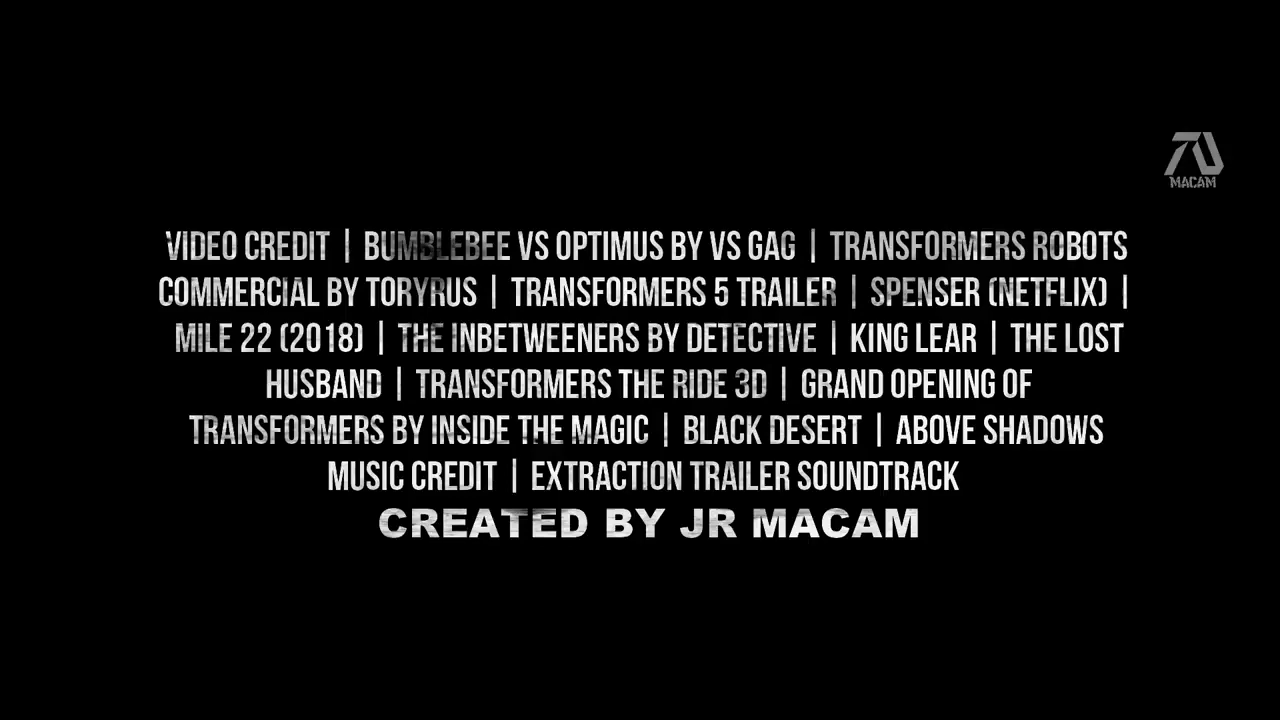 MACAM
VIDEO CREDIT | BUMBLEBEE VS OPTIMUS BY VS GAG | TRANSFORMERS ROBOTS
COMMERCIAL BY TORYRUS | TRANSFORMERS 5 TRAILER | SPENSER (NETFLIX) |
MILE 22 (2018) | THE INBETWEENERS BY DETECTIVE | KING LEAR | THE LOST
HUSBAND | TRANSFORMERS THE RIDE 3D | GRAND OPENING OF
TRANSFORMERS BY INSIDE THE MAGIC | BLACK DESERT | ABOVE SHADOWS
MUSIC CREDIT | EXTRACTION TRAILER SOUNDTRACK
CREATED BY JR MACAM